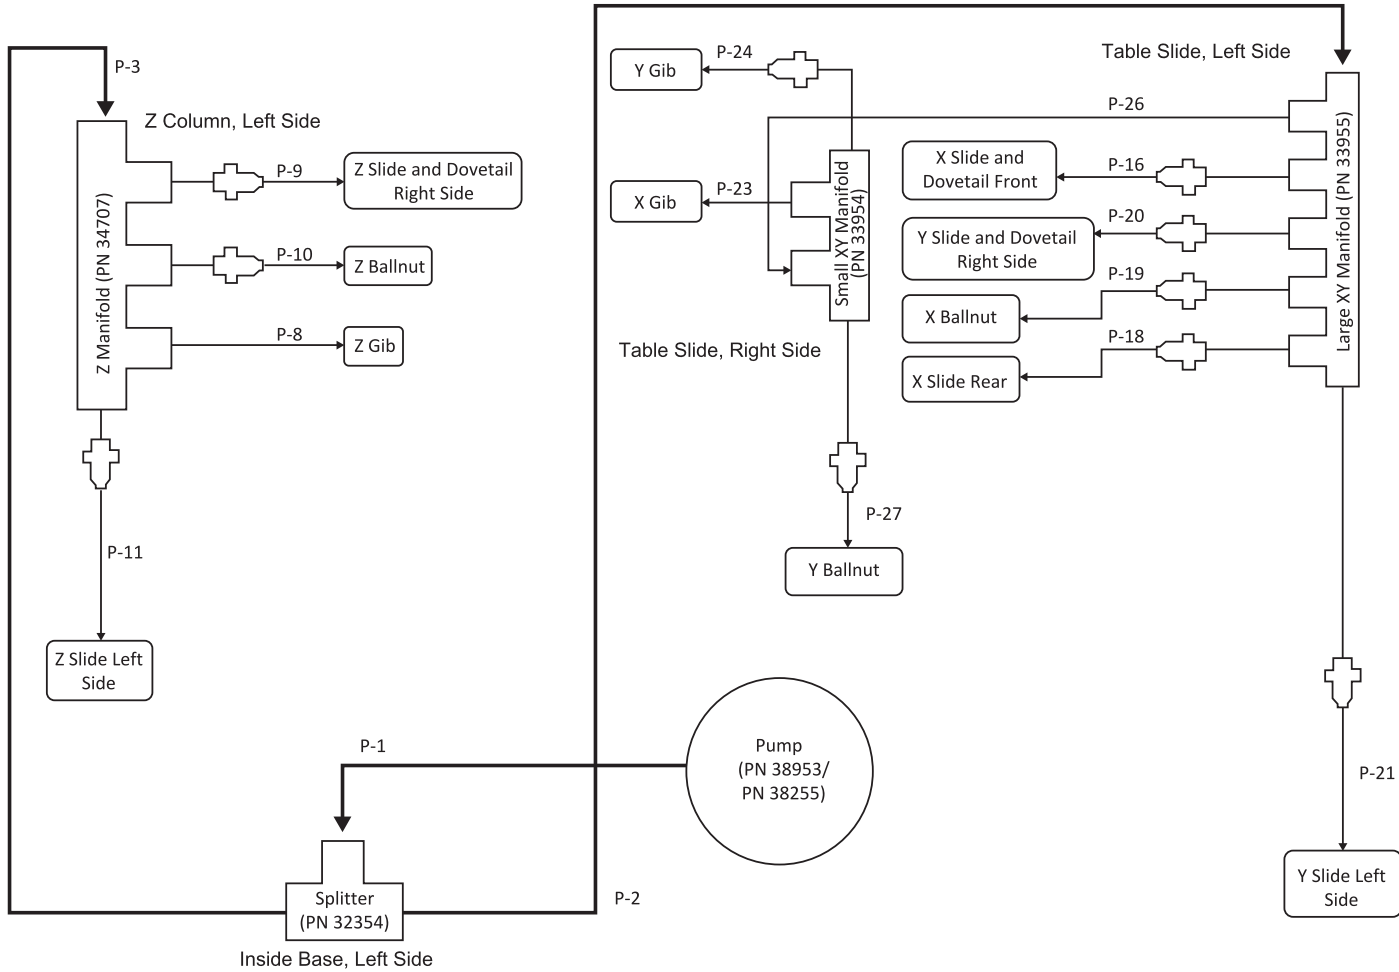 P-3
Z Column, Left Side
Z Manifold (PN 34707)
P-9
Z Slide and Dovetail
Right Side
P-10
Z Ballnut
P-8
Z Gib
P-11
Z Slide Left
Side
P-24
Y Gib
P-23
X Gib
Small XY Manifold
(PN 33954)
Table Slide, Right Side
P-27
Y Ballnut
Table Slide, Left Side
P-26
Large XY Manifold (PN 33955)
P-16
X Slide and
Dovetail Front
P-20
Y Slide and Dovetail
Right Side
P-19
X Ballnut
P-18
X Slide Rear
P-21
Y Slide Left
Side
P-1
Pump
(PN 38953/
PN 38255)
Splitter
(PN 32354)
P-2
Inside Base, Left Side